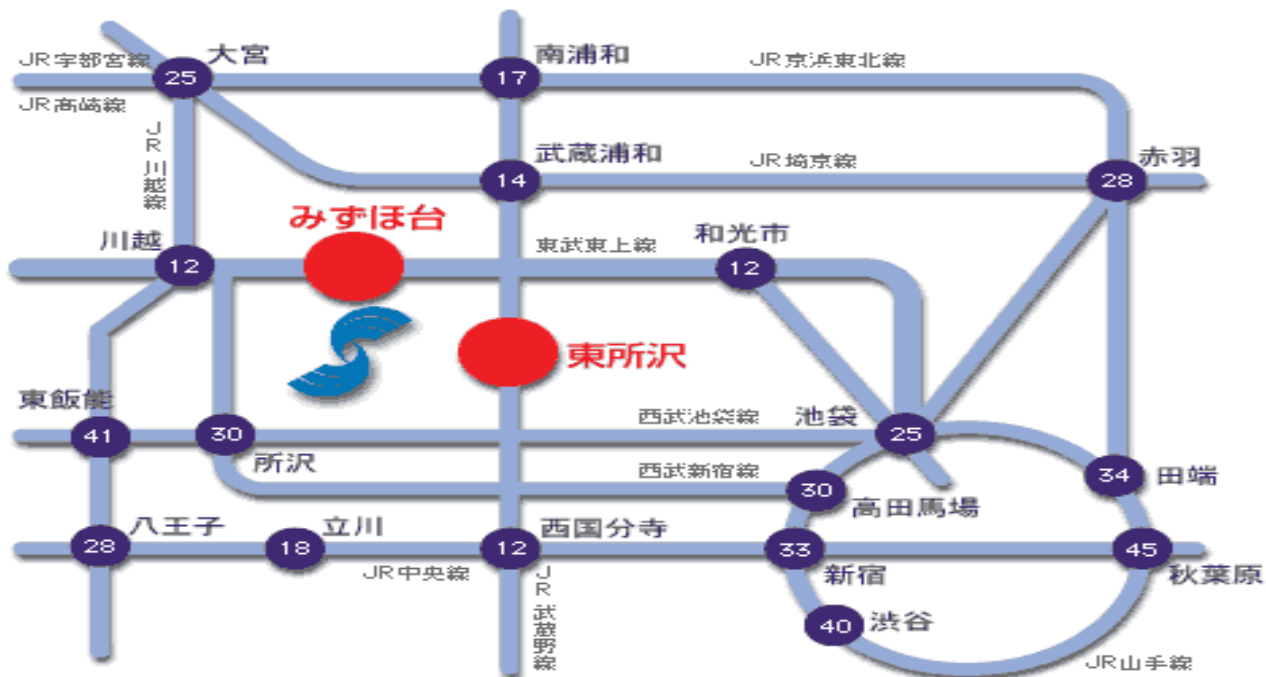 大宮
JR宇都宮線
25
JR高崎線
南浦和
17
JR京浜東北線
JR川越線
武蔵浦和
14
JR埼京線
赤羽
28
みずほ台
川越
12
東武東上線
和光市
12
東所沢
東飯能
41
30
所沢
西武池袋線
池袋
25
西武新宿線
30
高田馬場
34
田端
八王子
28
立川
18
JR中央線
西国分寺
12
JR武蔵野線
33
新宿
45
秋葉原
40
渋谷
JR山手線